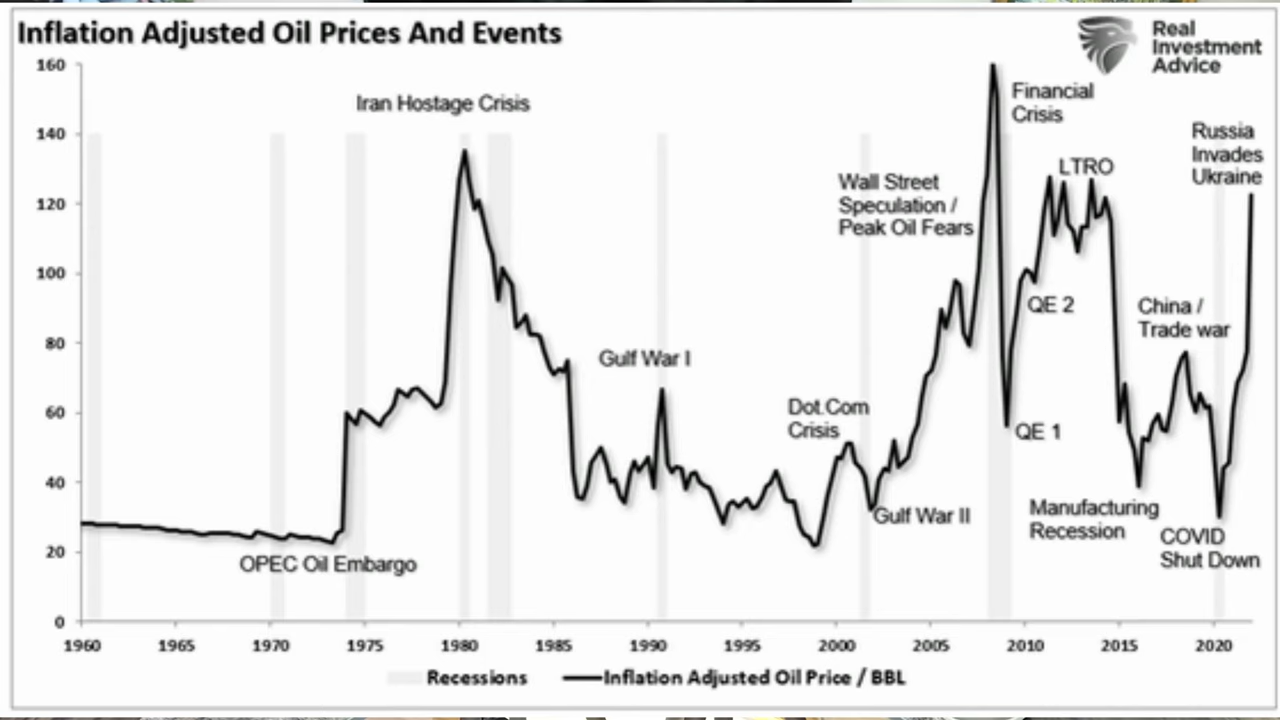 Inflation Adjusted Oil Prices And Events
Real
Investment
Advice
160
140
120
100
80
60
40
20
0
Iran Hostage Crisis
Financial
Crisis
Russia
Invades
Ukraine
LTRO
Wall Street
Speculation /
Peak Oil Fears
QE 2
China /
Trade war
Gulf War I
Dot.Com
Crisis
QE 1
Gulf War II
Manufacturing
Recession
COVID
Shut Down
OPEC Oil Embargo
1960 1965 1970 1975 1980 1985 1990 1995 2000 2005 2010 2015 2020
Recessions Inflation Adjusted Oil Price / BBL